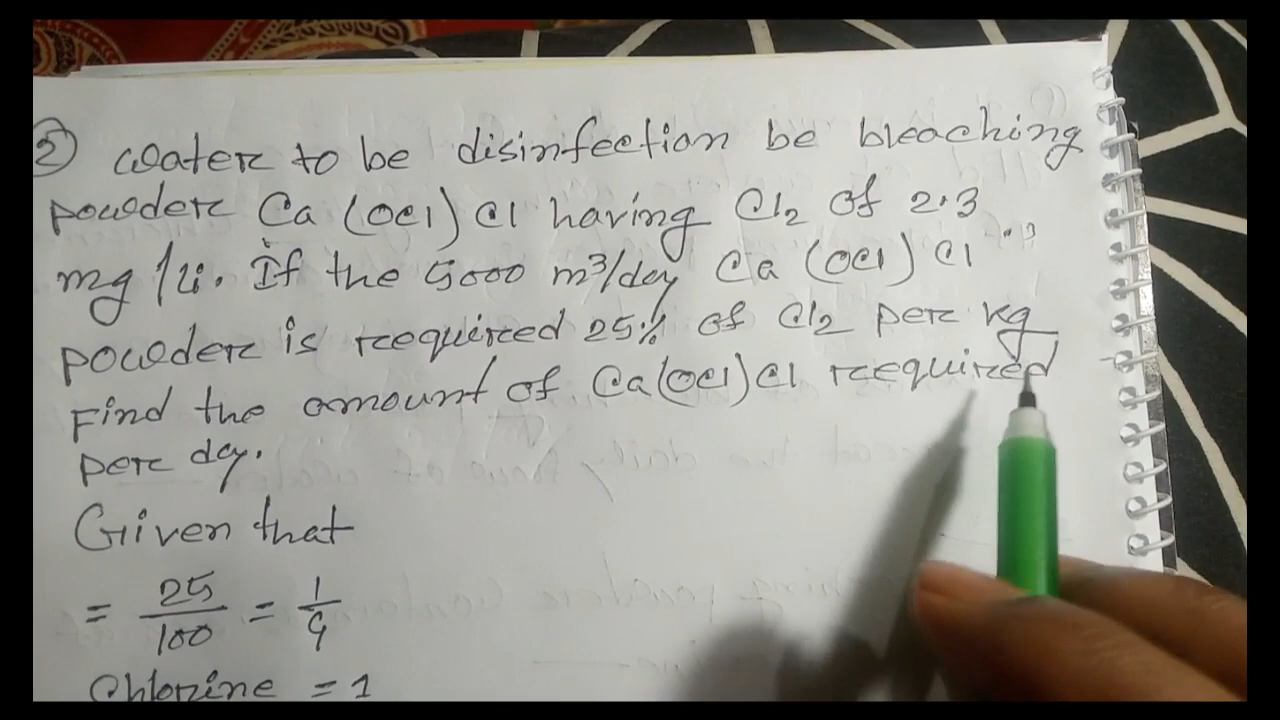 ② Water to be disinfection be bleaching
powder Ca (OCl) Cl having Cl2 of 2.3
mg / li. If the 5000 m³/day Ca (OCl) Cl
powder is required 25% of Cl2 per kg
Find the amount of Ca(OCl)Cl required
per day.
Given that
= 25/100 = 1/4
Chlorine = 1